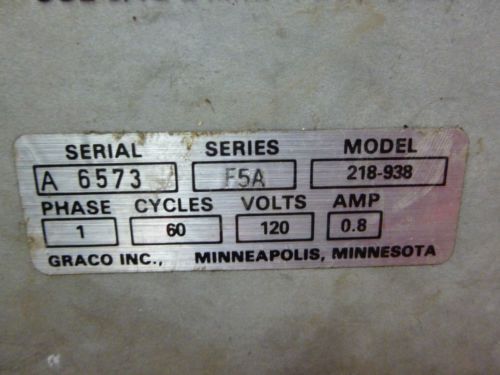 SERIAL SERIES MODEL
A 6573 F5A 218-938
PHASE CYCLES VOLTS AMP
1 60 120 0.8
GRACO INC., MINNEAPOLIS, MINNESOTA